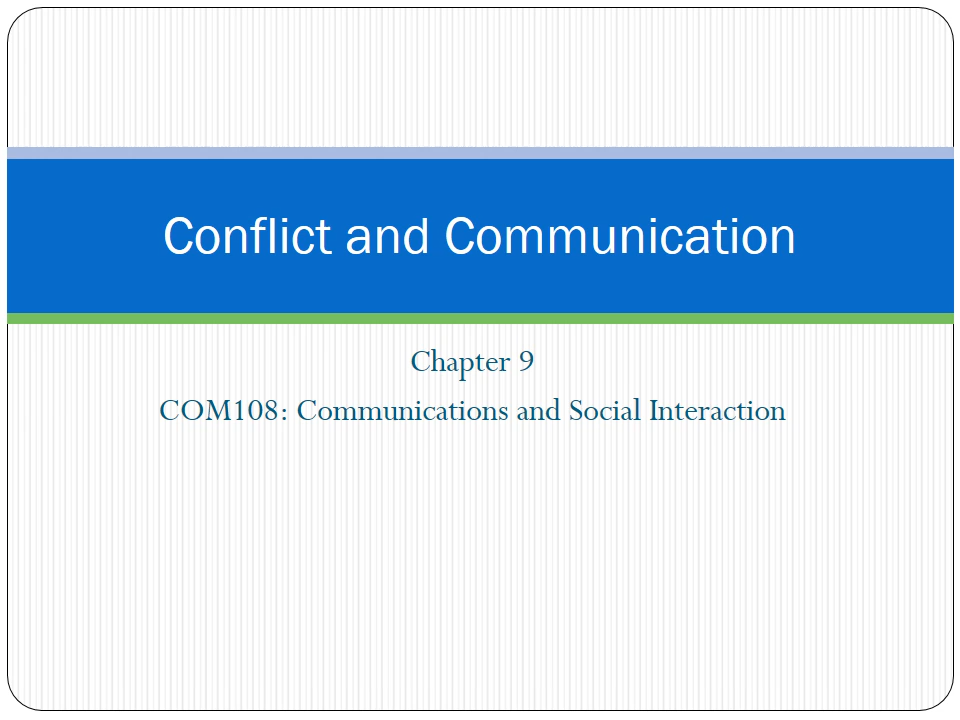 Conflict and Communication
Chapter 9
COM108: Communications and Social Interaction